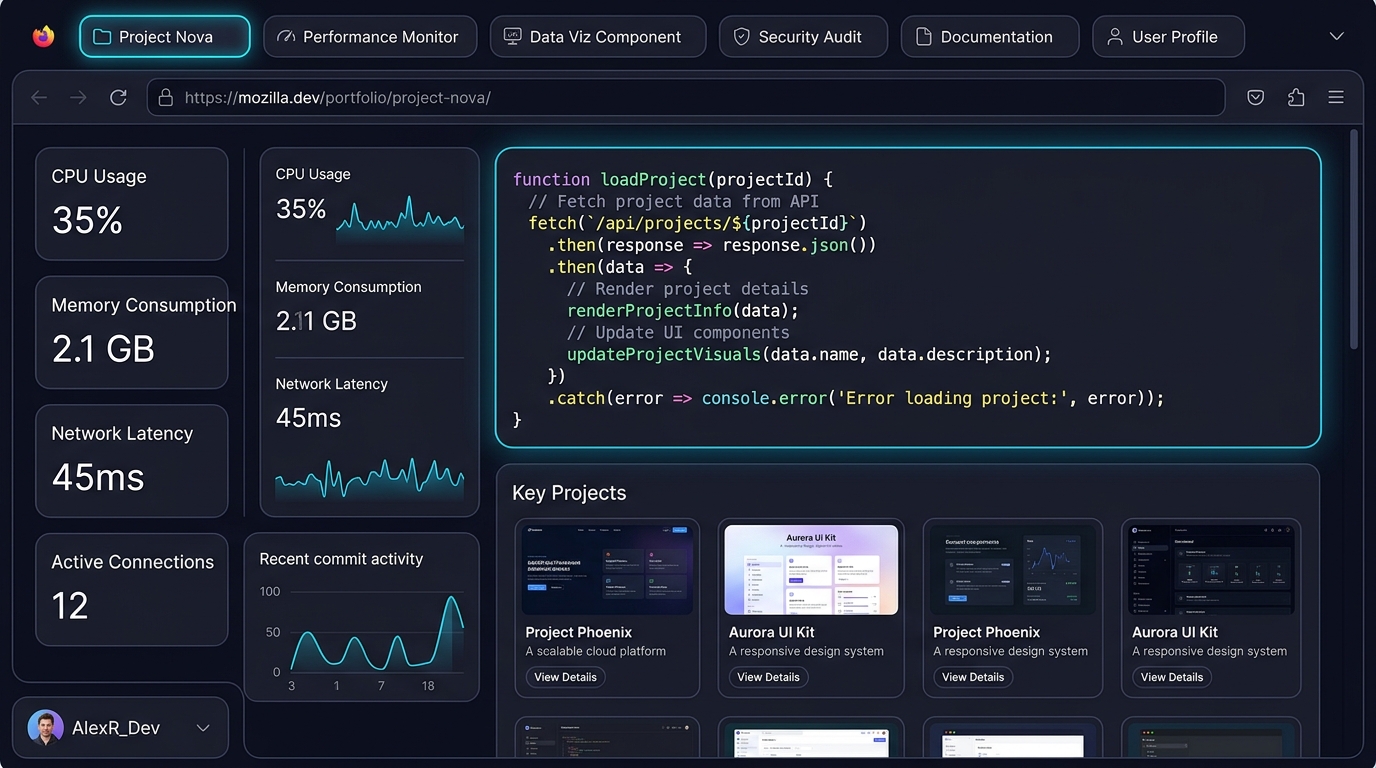 Project Nova
Performance Monitor
Data Viz Component
Security Audit
Documentation
User Profile
https://mozilla.dev/portfolio/project-nova/
CPU Usage
35%
Memory Consumption
2.1 GB
Network Latency
45ms
Active Connections
12
AlexR_Dev
CPU Usage
35%
Memory Consumption
2.11 GB
Network Latency
45ms
Recent commit activity
100
50
0
3 1 7 18
function loadProject(projectId) {
// Fetch project data from API
fetch(`/api/projects/${projectId}`)
.then(response => response.json())
.then(data => {
// Render project details
renderProjectInfo(data);
// Update UI components
updateProjectVisuals(data.name, data.description);
})
.catch(error => console.error('Error loading project:', error));
}
Key Projects
Project Phoenix
A scalable cloud platform
View Details
Aurora Ui Kit
Aurora UI Kit
A responsive design system
View Details
Project Phoenix
A responsive design system
View Details
Aurora UI Kit
A responsive design system
View Details